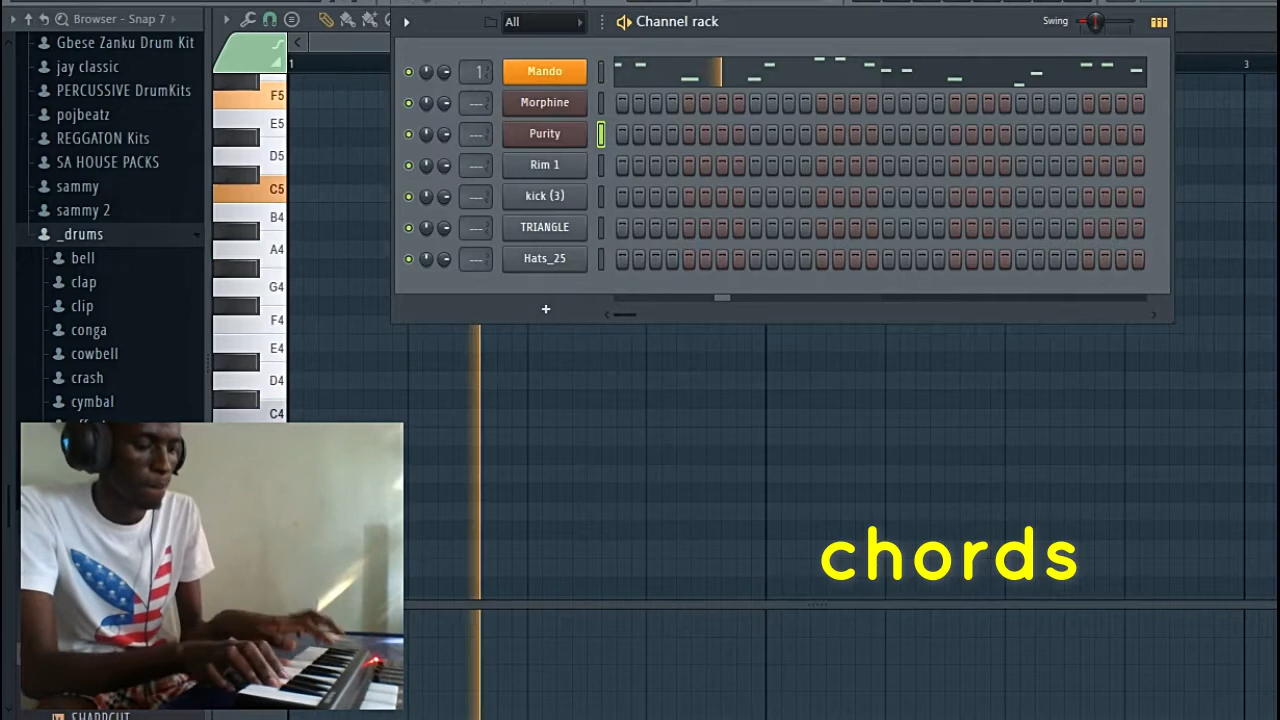 Browser - Snap 7
All
Channel rack
Swing
Gbese Zanku Drum Kit
jay classic
PERCUSSIVE DrumKits
pojbeatz
REGGATON Kits
SA HOUSE PACKS
sammy
sammy 2
_drums
bell
clap
clip
conga
cowbell
crash
cymbal
1
3
F5
E5
D5
C5
B4
A4
G4
F4
E4
D4
C4
1
Mando
---
Morphine
---
Purity
---
Rim 1
---
kick (3)
---
TRIANGLE
---
Hats_25
+
chords